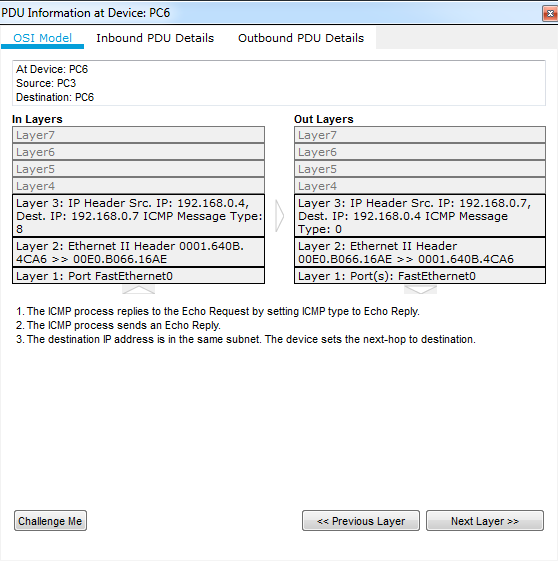 PDU Information at Device: PC6
OSI Model Inbound PDU Details Outbound PDU Details
At Device: PC6
Source: PC3
Destination: PC6
In Layers
Layer7
Layer6
Layer5
Layer4
Layer 3: IP Header Src. IP: 192.168.0.4,
Dest. IP: 192.168.0.7 ICMP Message Type:
8
Layer 2: Ethernet II Header 0001.640B.
4CA6 >> 00E0.B066.16AE
Layer 1: Port FastEthernet0
Out Layers
Layer7
Layer6
Layer5
Layer4
Layer 3: IP Header Src. IP: 192.168.0.7,
Dest. IP: 192.168.0.4 ICMP Message
Type: 0
Layer 2: Ethernet II Header
00E0.B066.16AE >> 0001.640B.4CA6
Layer 1: Port(s): FastEthernet0
1. The ICMP process replies to the Echo Request by setting ICMP type to Echo Reply.
2. The ICMP process sends an Echo Reply.
3. The destination IP address is in the same subnet. The device sets the next-hop to destination.
Challenge Me
<< Previous Layer
Next Layer >>